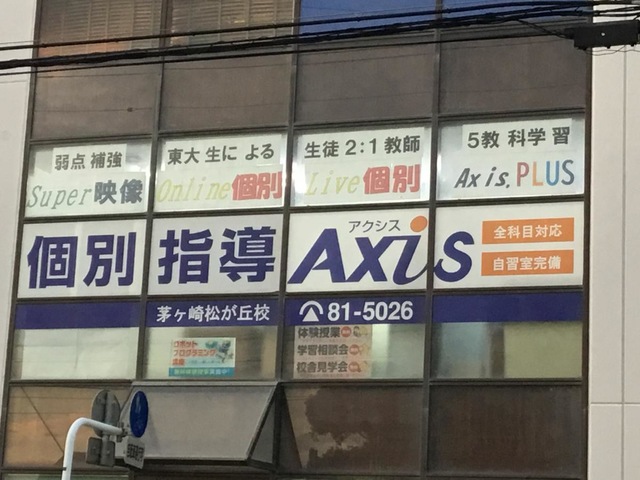 弱点 補強
Super映像
東大 生に よる
Online個別
生徒 2:1 教師
Live個別
5教 科学 習
Axis.PLUS
個別 指導
アクシス
Axis
全科目対応
自習室完備
茅ヶ崎松が丘校
81-5026
ロボット
プログラミング
講座
体験授業
学習相談会
校舎見学会